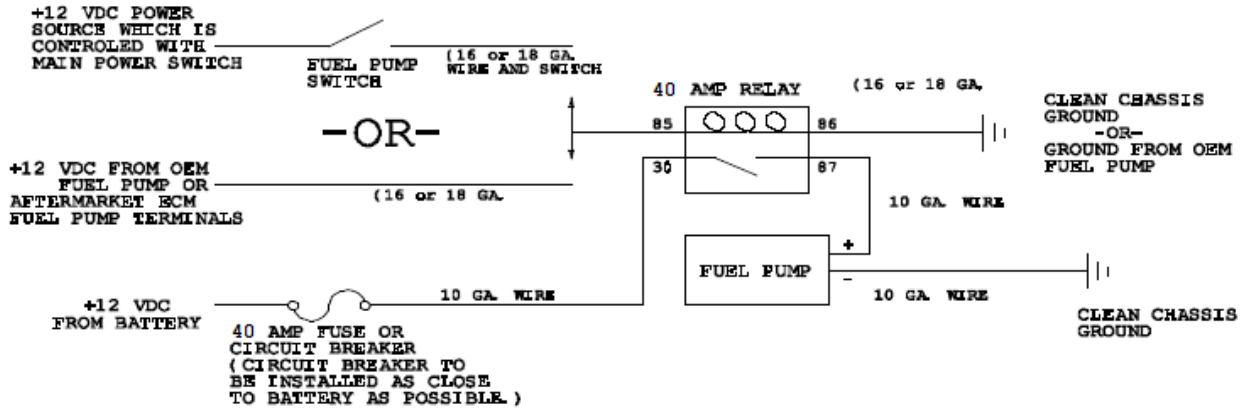 +12 VDC POWER
SOURCE WHICH IS
CONTROLED WITH
MAIN POWER SWITCH
FUEL PUMP
SWITCH
(16 or 18 GA.
WIRE AND SWITCH
-OR-
+12 VDC FROM OEM
FUEL PUMP OR
AFTERMARKET ECM
FUEL PUMP TERMINALS
(16 or 18 GA.
40 AMP RELAY
85
86
30
87
(16 or 18 GA.
CLEAN CHASSIS
GROUND
-OR-
GROUND FROM OEM
FUEL PUMP
10 GA. WIRE
FUEL PUMP
+
-
10 GA. WIRE
CLEAN CHASSIS
GROUND
+12 VDC
FROM BATTERY
10 GA. WIRE
40 AMP FUSE OR
CIRCUIT BREAKER
(CIRCUIT BREAKER TO
BE INSTALLED AS CLOSE
TO BATTERY AS POSSIBLE.)